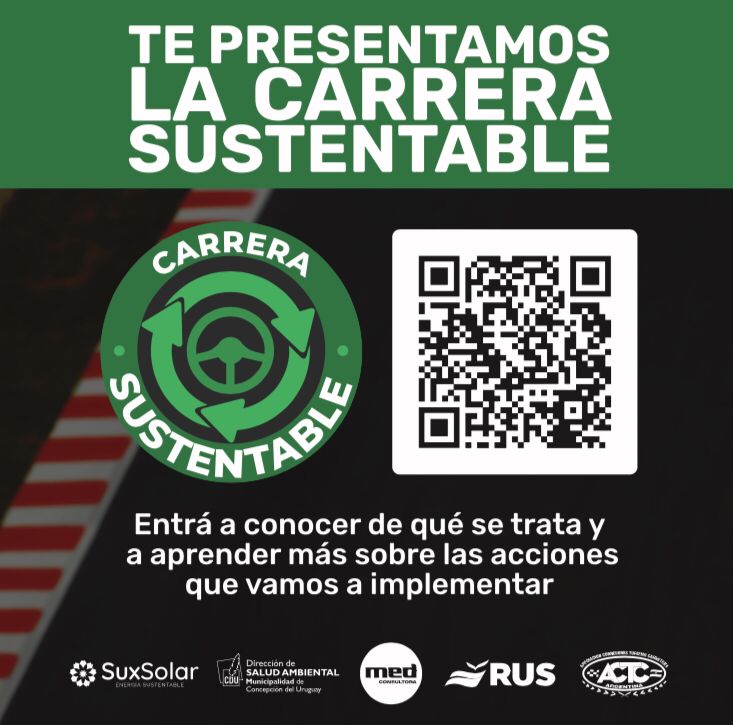 TE PRESENTAMOS
LA CARRERA
SUSTENTABLE
CARRERA
SUSTENTABLE
Entrá a conocer de qué se trata y
a aprender más sobre las acciones
que vamos a implementar
SuxSolar
ENERGÍA SUSTENTABLE
CDU
Dirección de
SALUD AMBIENTAL
Municipalidad de
Concepción del Uruguay
med
CONSULTORA
RUS
ACTC
ARGENTINA